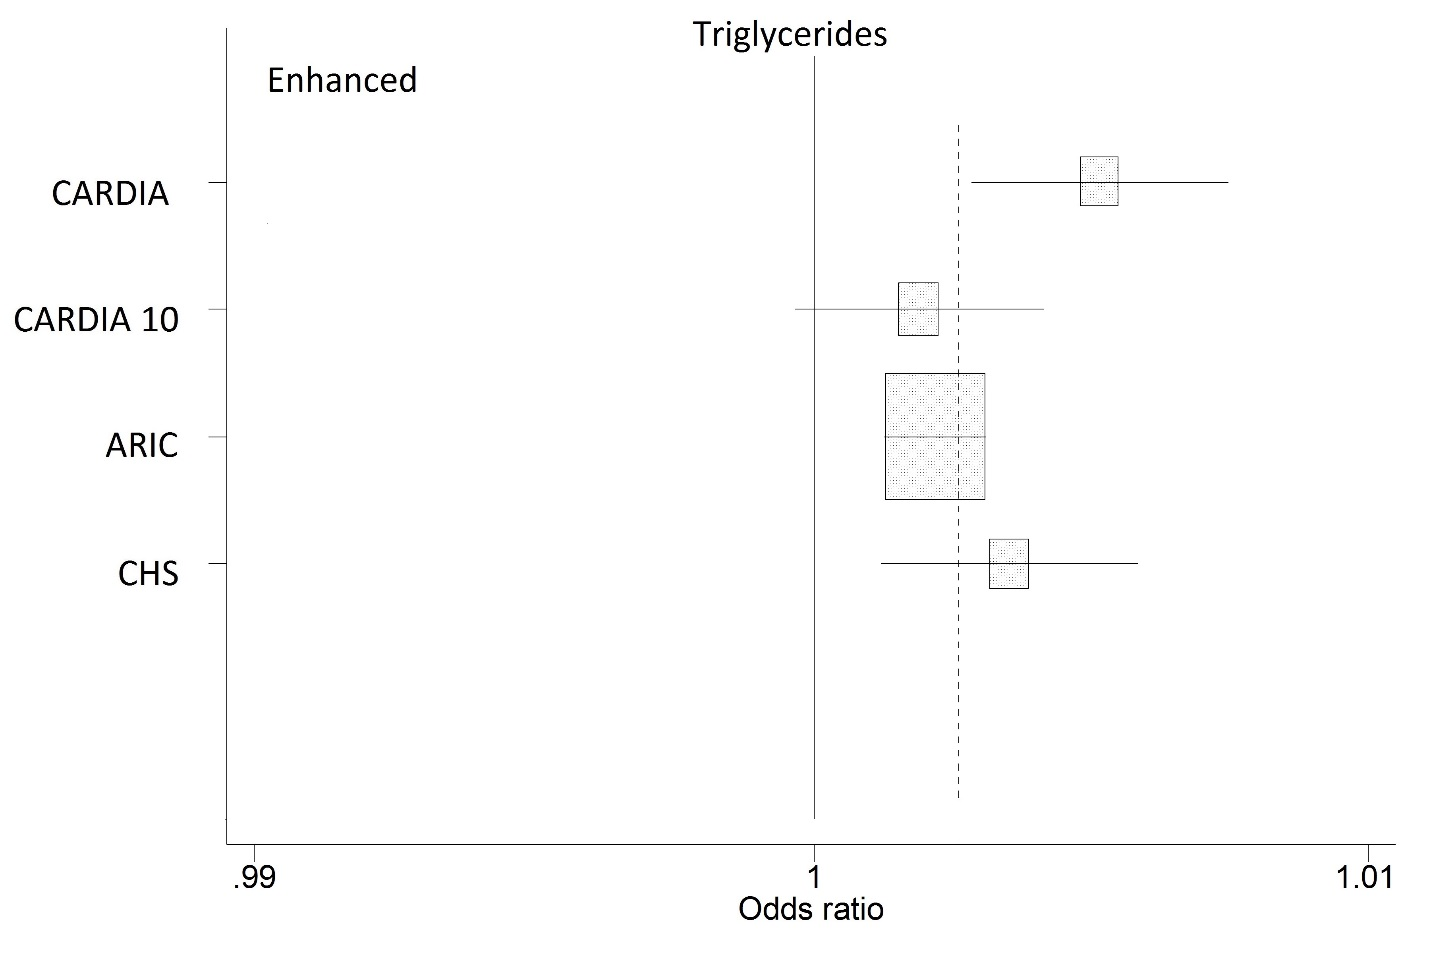 Triglycerides
Enhanced
CARDIA
CARDIA 10
ARIC
CHS
.99 1 1.01
Odds ratio